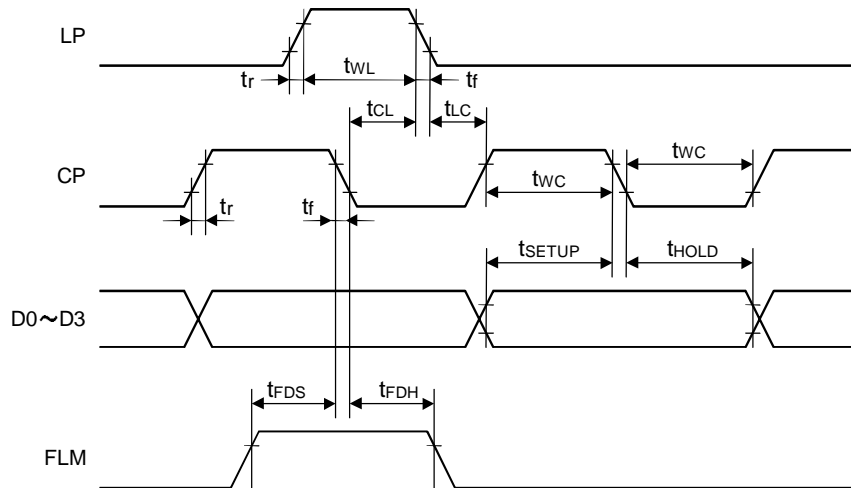 LP
tr
tWL
tf
tCL
tLC
CP
tr
tf
tWC
tWC
tSETUP
tHOLD
D0~D3
tFDS
tFDH
FLM